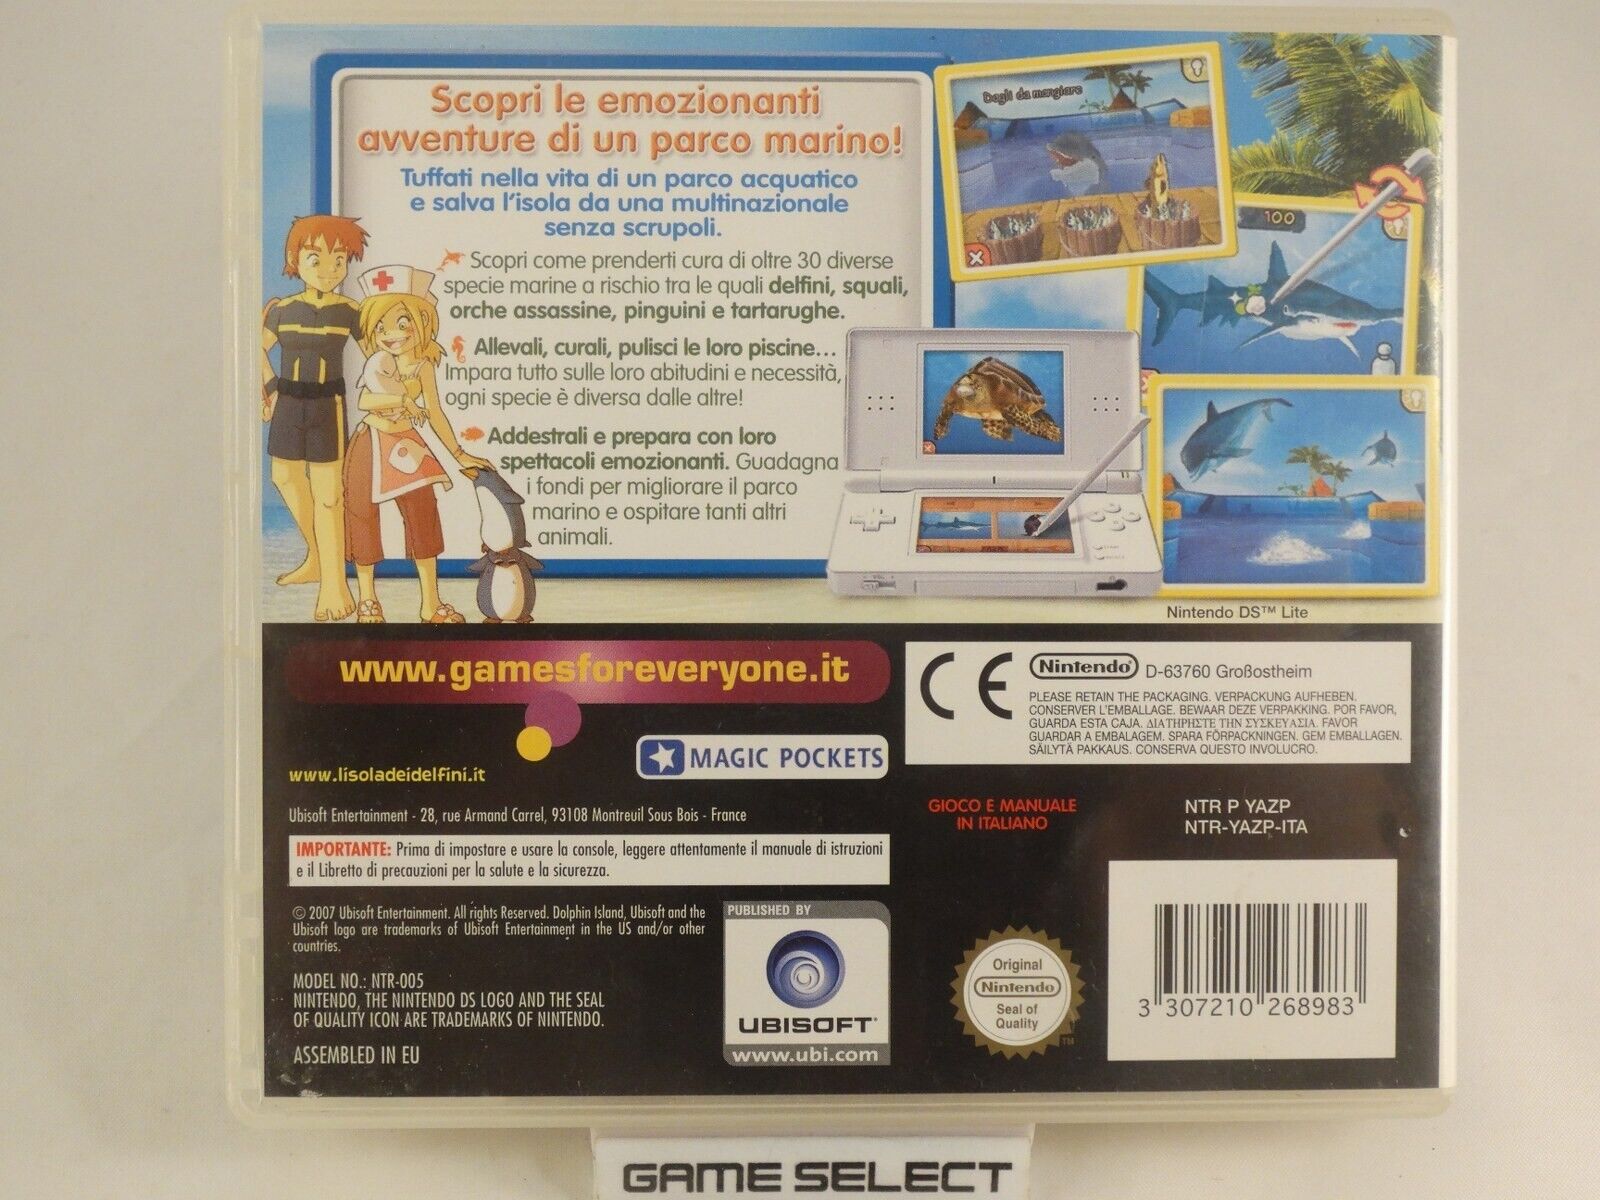 Scopri le emozionanti
avventure di un parco marino!
Tuffati nella vita di un parco acquatico
e salva l'isola da una multinazionale
senza scrupoli.
Scopri come prenderti cura di oltre 30 diverse
specie marine a rischio tra le quali delfini, squali,
orche assassine, pinguini e tartarughe.
Allevali, curali, pulisci le loro piscine...
Impara tutto sulle loro abitudini e necessità,
ogni specie è diversa dalle altre!
Addestrali e prepara con loro
spettacoli emozionanti. Guadagna
i fondi per migliorare il parco
marino e ospitare tanti altri
animali.
Dagli da mangiare
100
Nintendo DS™ Lite
www.gamesforeveryone.it
www.lisoladeidelfini.it
MAGIC POCKETS
Ubisoft Entertainment - 28, rue Armand Carrel, 93108 Montreuil Sous Bois - France
IMPORTANTE: Prima di impostare e usare la console, leggere attentamente il manuale di istruzioni
e il Libretto di precauzioni per la salute e la sicurezza.
© 2007 Ubisoft Entertainment. All rights Reserved. Dolphin Island, Ubisoft and the
Ubisoft logo are trademarks of Ubisoft Entertainment in the US and/or other
countries.
MODEL NO.: NTR-005
NINTENDO, THE NINTENDO DS LOGO AND THE SEAL
OF QUALITY ICON ARE TRADEMARKS OF NINTENDO.
ASSEMBLED IN EU
PUBLISHED BY
UBISOFT
www.ubi.com
CE
Nintendo D-63760 Großostheim
PLEASE RETAIN THE PACKAGING. VERPACKUNG AUFHEBEN.
CONSERVER L'EMBALLAGE. BEWAAR DEZE VERPAKKING. POR FAVOR,
GUARDA ESTA CAJA. ΔΙΑΤΗΡΗΣΤΕ ΤΗΝ ΣΥΣΚΕΥΑΣΙΑ. FAVOR
GUARDAR A EMBALAGEM. SPARA FÖRPACKNINGEN. GEM EMBALLAGEN.
SÄILYTÄ PAKKAUS. CONSERVA QUESTO INVOLUCRO.
GIOCO E MANUALE
IN ITALIANO
NTR P YAZP
NTR-YAZP-ITA
Original
Nintendo
Seal of
Quality
TM
3 307210 268983
GAME SELECT